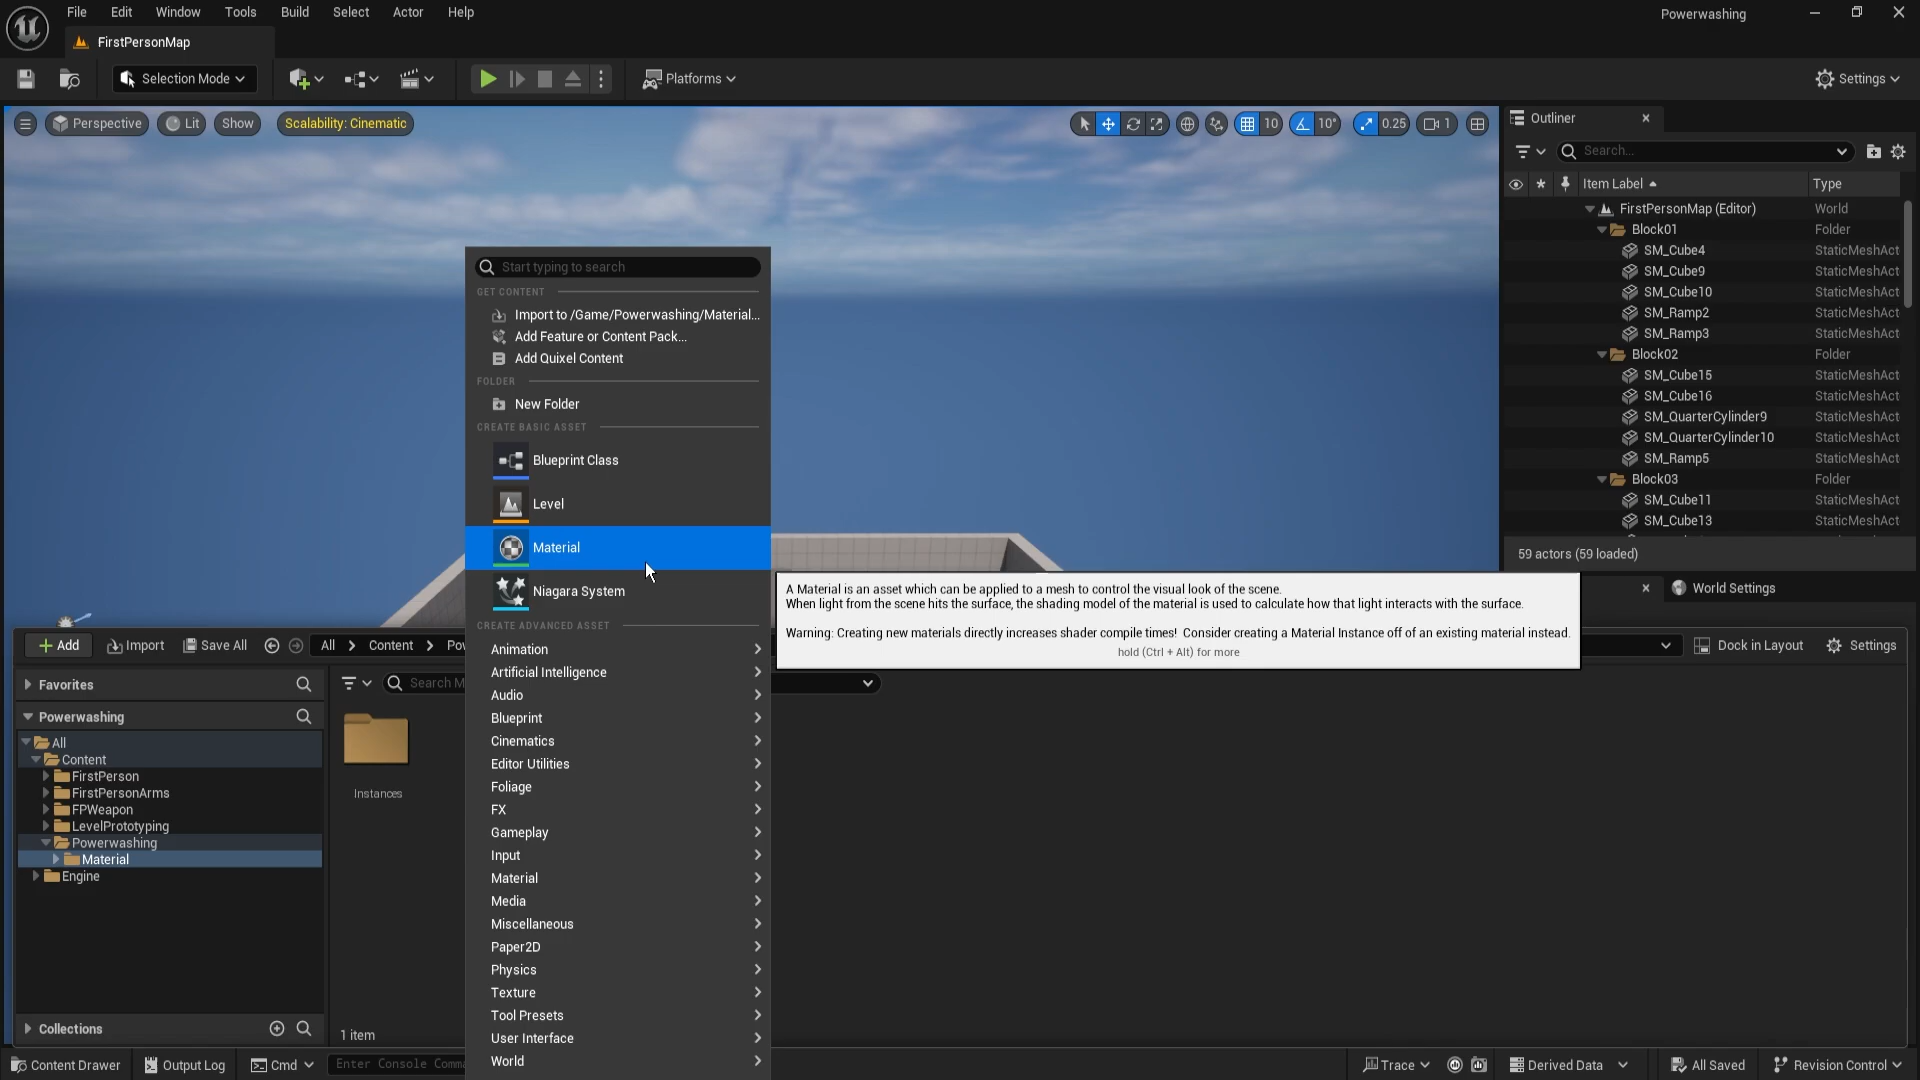 File Edit Window Tools Build Select Actor Help
Powerwashing
FirstPersonMap
Selection Mode
Platforms
Settings
Perspective
Lit
Show
Scalability: Cinematic
10
10°
0.25
1
Outliner
Search...
Item Label
Type
FirstPersonMap (Editor) World
Block01 Folder
SM_Cube4 StaticMeshAct
SM_Cube9 StaticMeshAct
SM_Cube10 StaticMeshAct
SM_Ramp2 StaticMeshAct
SM_Ramp3 StaticMeshAct
Block02 Folder
SM_Cube15 StaticMeshAct
SM_Cube16 StaticMeshAct
SM_QuarterCylinder9 StaticMeshAct
SM_QuarterCylinder10 StaticMeshAct
SM_Ramp5 StaticMeshAct
Block03 Folder
SM_Cube11 StaticMeshAct
SM_Cube13 StaticMeshAct
59 actors (59 loaded)
World Settings
Start typing to search
GET CONTENT
Import to /Game/Powerwashing/Material...
Add Feature or Content Pack...
Add Quixel Content
FOLDER
New Folder
CREATE BASIC ASSET
Blueprint Class
Level
Material
Niagara System
CREATE ADVANCED ASSET
Animation
Artificial Intelligence
Audio
Blueprint
Cinematics
Editor Utilities
Foliage
FX
Gameplay
Input
Material
Media
Miscellaneous
Paper2D
Physics
Texture
Tool Presets
User Interface
World
A Material is an asset which can be applied to a mesh to control the visual look of the scene.
When light from the scene hits the surface, the shading model of the material is used to calculate how that light interacts with the surface.
Warning: Creating new materials directly increases shader compile times! Consider creating a Material Instance off of an existing material instead.
hold (Ctrl + Alt) for more
Add
Import
Save All
All
Content
Pow
Dock in Layout
Settings
Favorites
Search M
Powerwashing
All
Content
FirstPerson
FirstPersonArms
FPWeapon
LevelPrototyping
Powerwashing
Material
Engine
Instances
Collections
1 item
Content Drawer
Output Log
Cmd
Enter Console Comma
Trace
Derived Data
All Saved
Revision Control